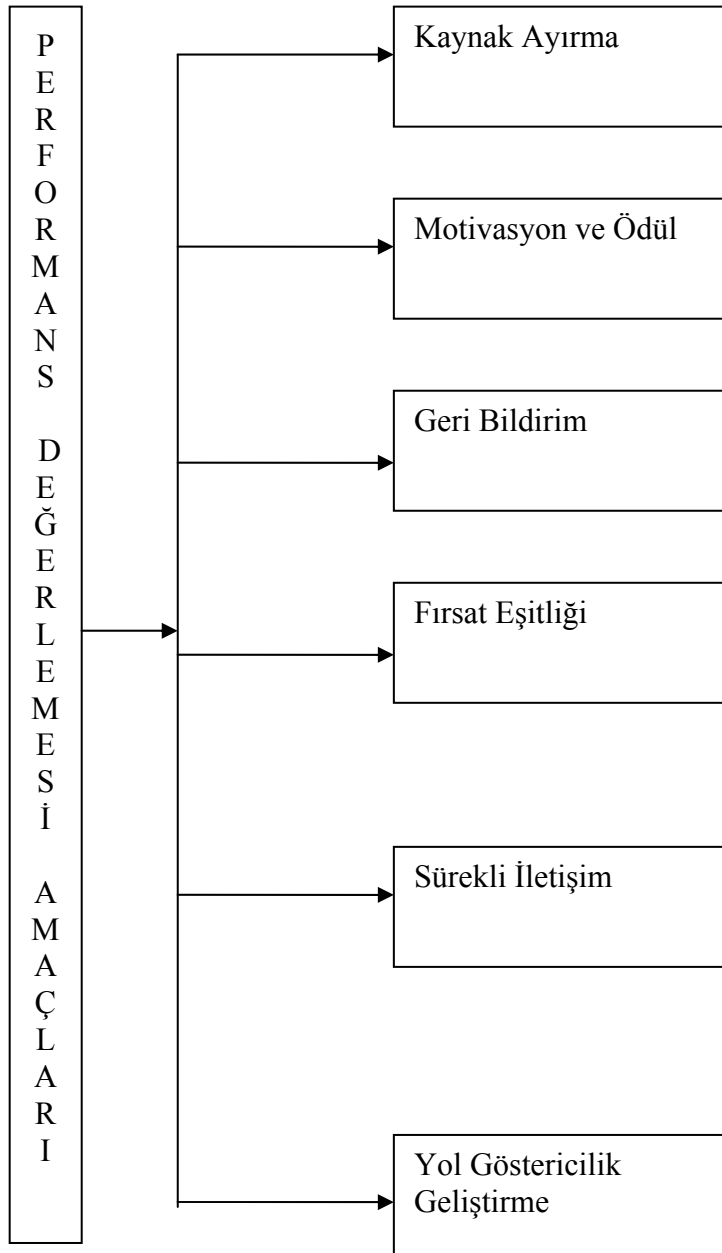 PERFORMANS DEĞERLEMESİ AMAÇLARI
Kaynak Ayırma
Motivasyon ve Ödül
Geri Bildirim
Fırsat Eşitliği
Sürekli İletişim
Yol Göstericilik
Geliştirme